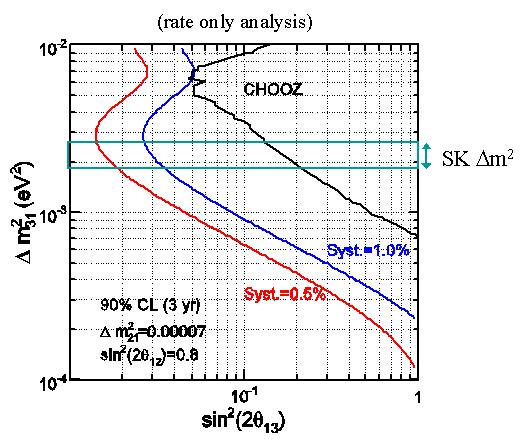 (rate only analysis)
10⁻²
CHOOZ
SK Δm²
Δ m²₃₁ (eV²)
10⁻³
Syst.=1.0%
Syst.=0.5%
90% CL (3 yr)
Δ m²₂₁=0.00007
sin²(2θ₁₂)=0.8
10⁻⁴
10⁻¹
1
sin²(2θ₁₃)